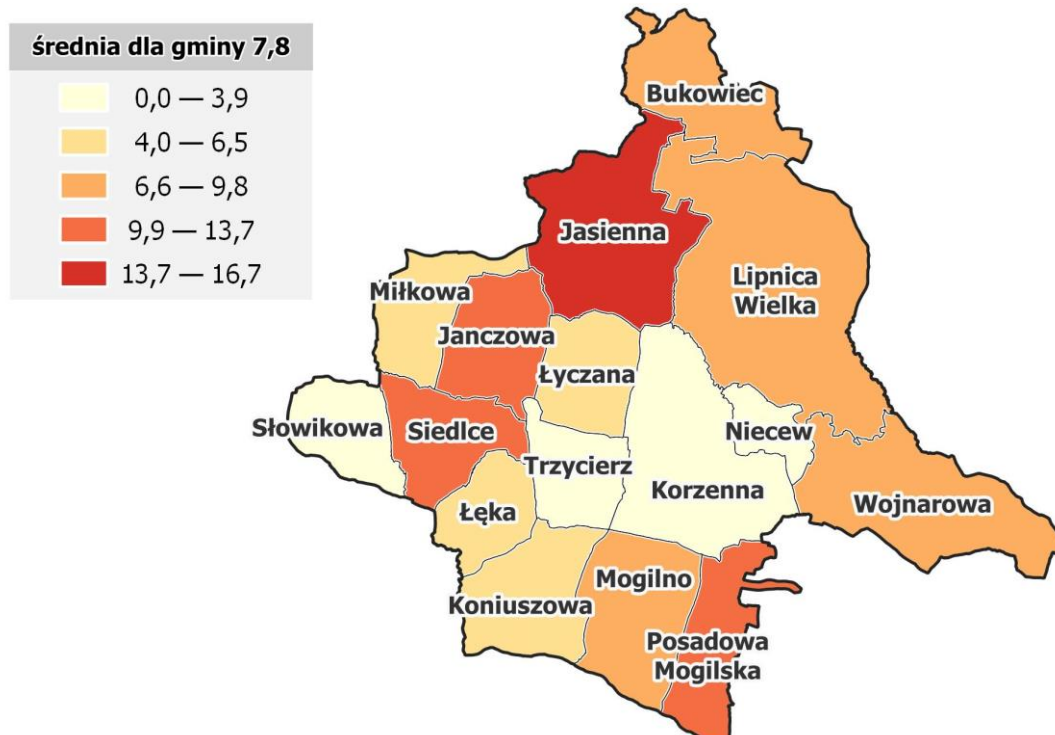 średnia dla gminy 7,8
0,0 — 3,9
4,0 — 6,5
6,6 — 9,8
9,9 — 13,7
13,7 — 16,7
Bukowiec
Jasienna
Lipnica
Wielka
Miłkowa
Janczowa
Łyczana
Słowikowa
Siedlce
Niecew
Trzycierz
Korzenna
Wojnarowa
Łęka
Mogilno
Koniuszowa
Posadowa
Mogilska